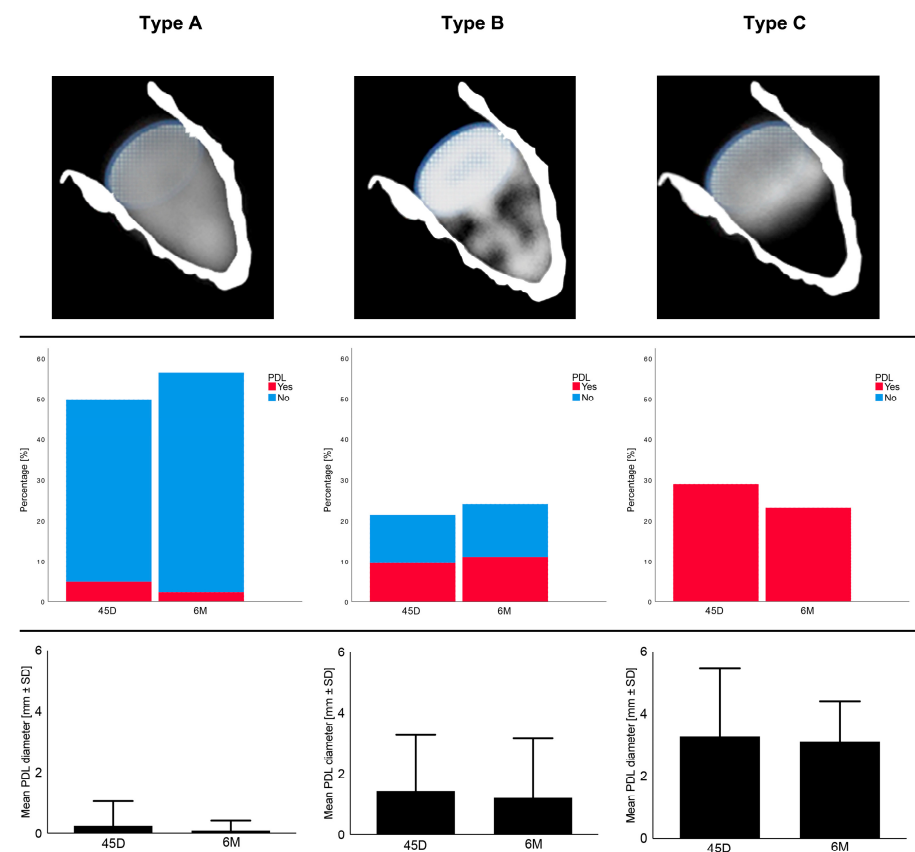 Type A
Type B
Type C
60
50
40
30
20
10
0
Percentage [%]
45D
6M
PDL
Yes
No
60
50
40
30
20
10
0
Percentage [%]
45D
6M
PDL
Yes
No
60
50
40
30
20
10
0
Percentage [%]
45D
6M
PDL
Yes
No
6
4
2
0
Mean PDL diameter [mm ± SD]
45D
6M
6
4
2
0
Mean PDL diameter [mm ± SD]
45D
6M
6
4
2
0
Mean PDL diameter [mm ± SD]
45D
6M